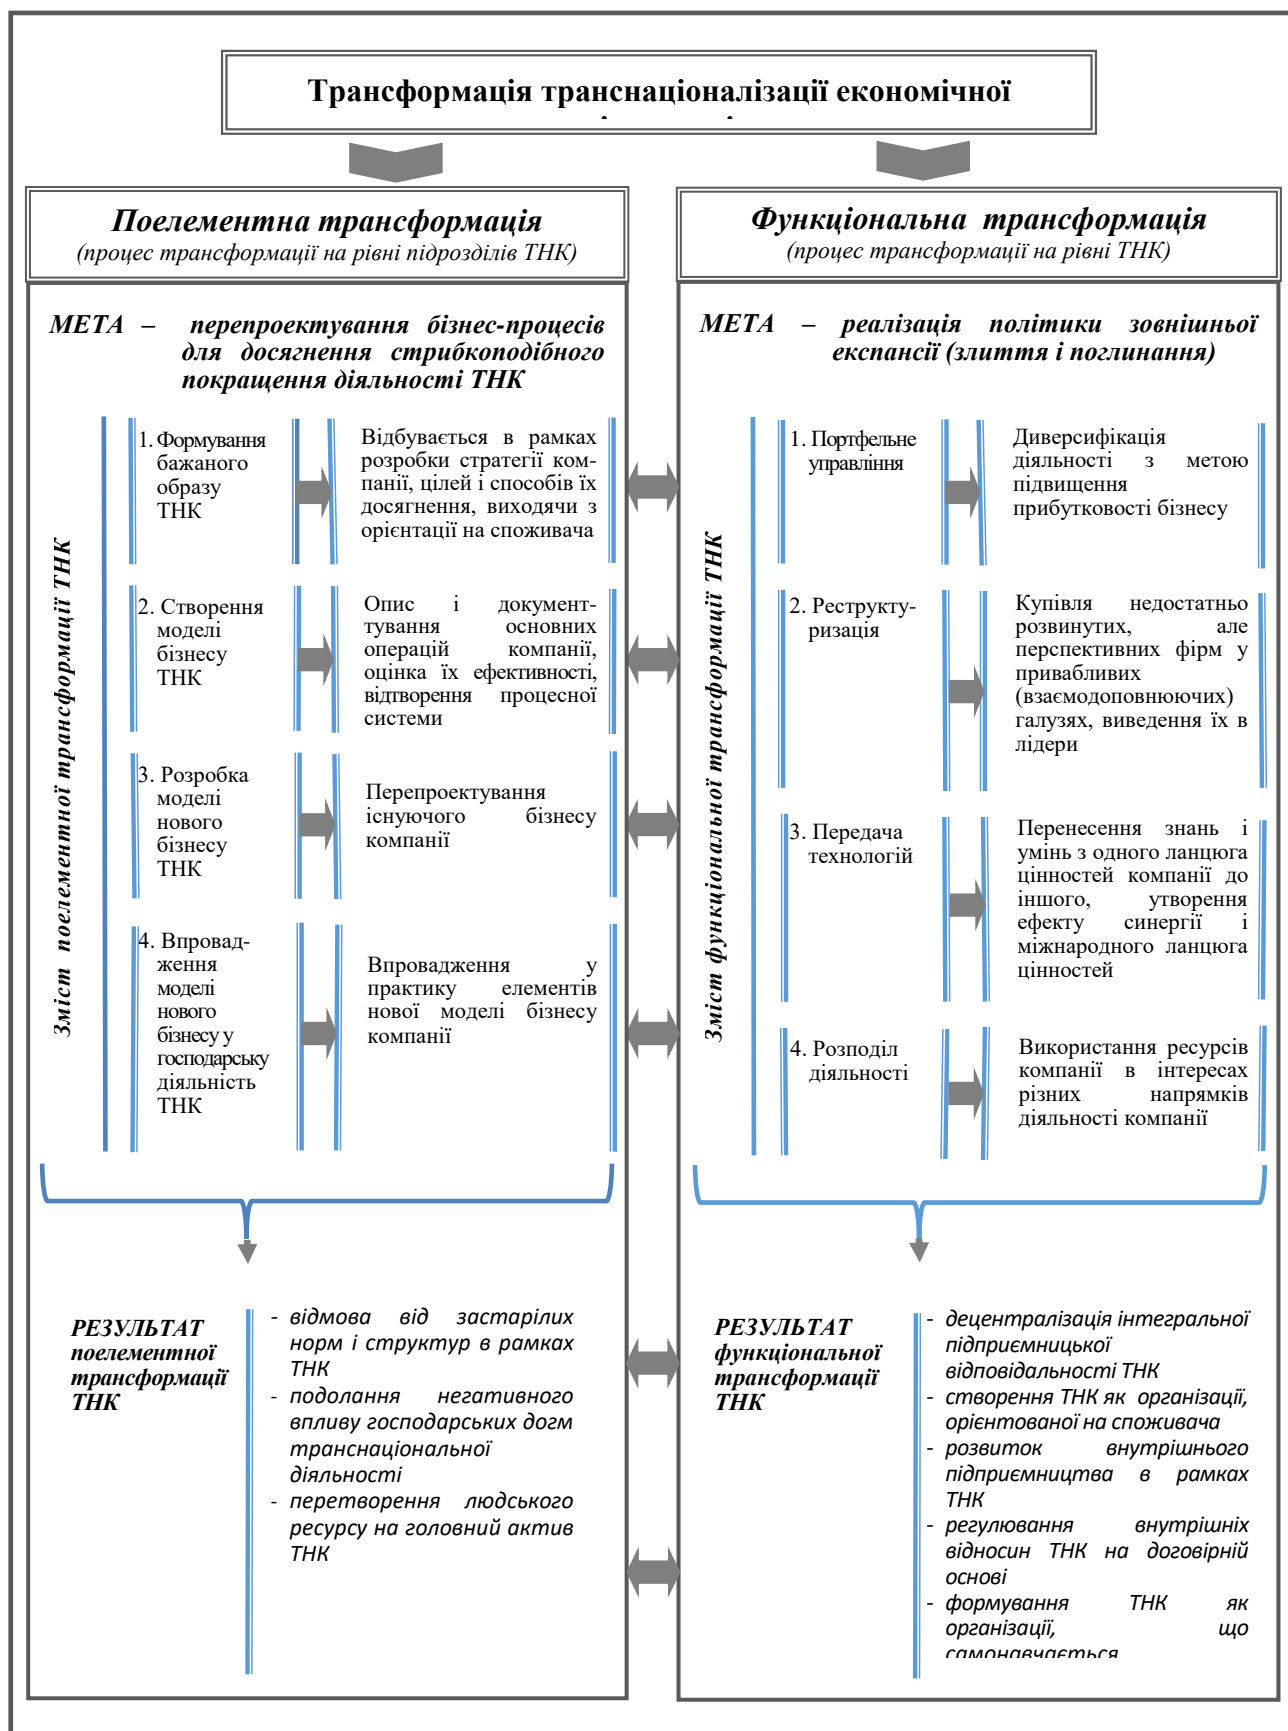 Трансформація транснаціоналізації економічної
Поелементна трансформація
(процес трансформації на рівні підрозділів ТНК)
МЕТА – перепроектування бізнес-процесів
для досягнення стрибкоподібного
покращення діяльності ТНК
Зміст поелементної трансформації ТНК
1. Формування
бажаного
образу
ТНК
Відбувається в рамках
розробки стратегії ком-
панії, цілей і способів їх
досягнення, виходячи з
орієнтації на споживача
2. Створення
моделі
бізнесу
ТНК
Опис і документ-
тування основних
операцій компанії,
оцінка їх ефективності,
відтворення процесної
системи
3. Розробка
моделі
нового
бізнесу
ТНК
Перепроектування
існуючого бізнесу
компанії
4. Впровад-
ження
моделі
нового
бізнесу у
господарську
діяльність
ТНК
Впровадження у
практику елементів
нової моделі бізнесу
компанії
РЕЗУЛЬТАТ
поелементної
трансформації
ТНК
- відмова від застарілих
норм і структур в рамках
ТНК
- подолання негативного
впливу господарських догм
транснаціональної
діяльності
- перетворення людського
ресурсу на головний актив
ТНК
Функціональна трансформація
(процес трансформації на рівні ТНК)
МЕТА – реалізація політики зовнішньої
експансії (злиття і поглинання)
Зміст функціональної трансформації ТНК
1. Портфельне
управління
Диверсифікація
діяльності з метою
підвищення
прибутковості бізнесу
2. Реструкту-
ризація
Купівля недостатньо
розвинутих, але
перспективних фірм у
привабливих
(взаємодоповнюючих)
галузях, виведення їх в
лідери
3. Передача
технологій
Перенесення знань і
умінь з одного ланцюга
цінностей компанії до
іншого, утворення
ефекту синергії і
міжнародного ланцюга
цінностей
4. Розподіл
діяльності
Використання ресурсів
компанії в інтересах
різних напрямків
діяльності компанії
РЕЗУЛЬТАТ
функціональної
трансформації
ТНК
- децентралізація інтегральної
підприємницької
відповідальності ТНК
- створення ТНК як організації,
орієнтованої на споживача
- розвиток внутрішнього
підприємництва в рамках
ТНК
- регулювання внутрішніх
відносин ТНК на договірній
основі
- формування ТНК як
організації, що
самонавчається